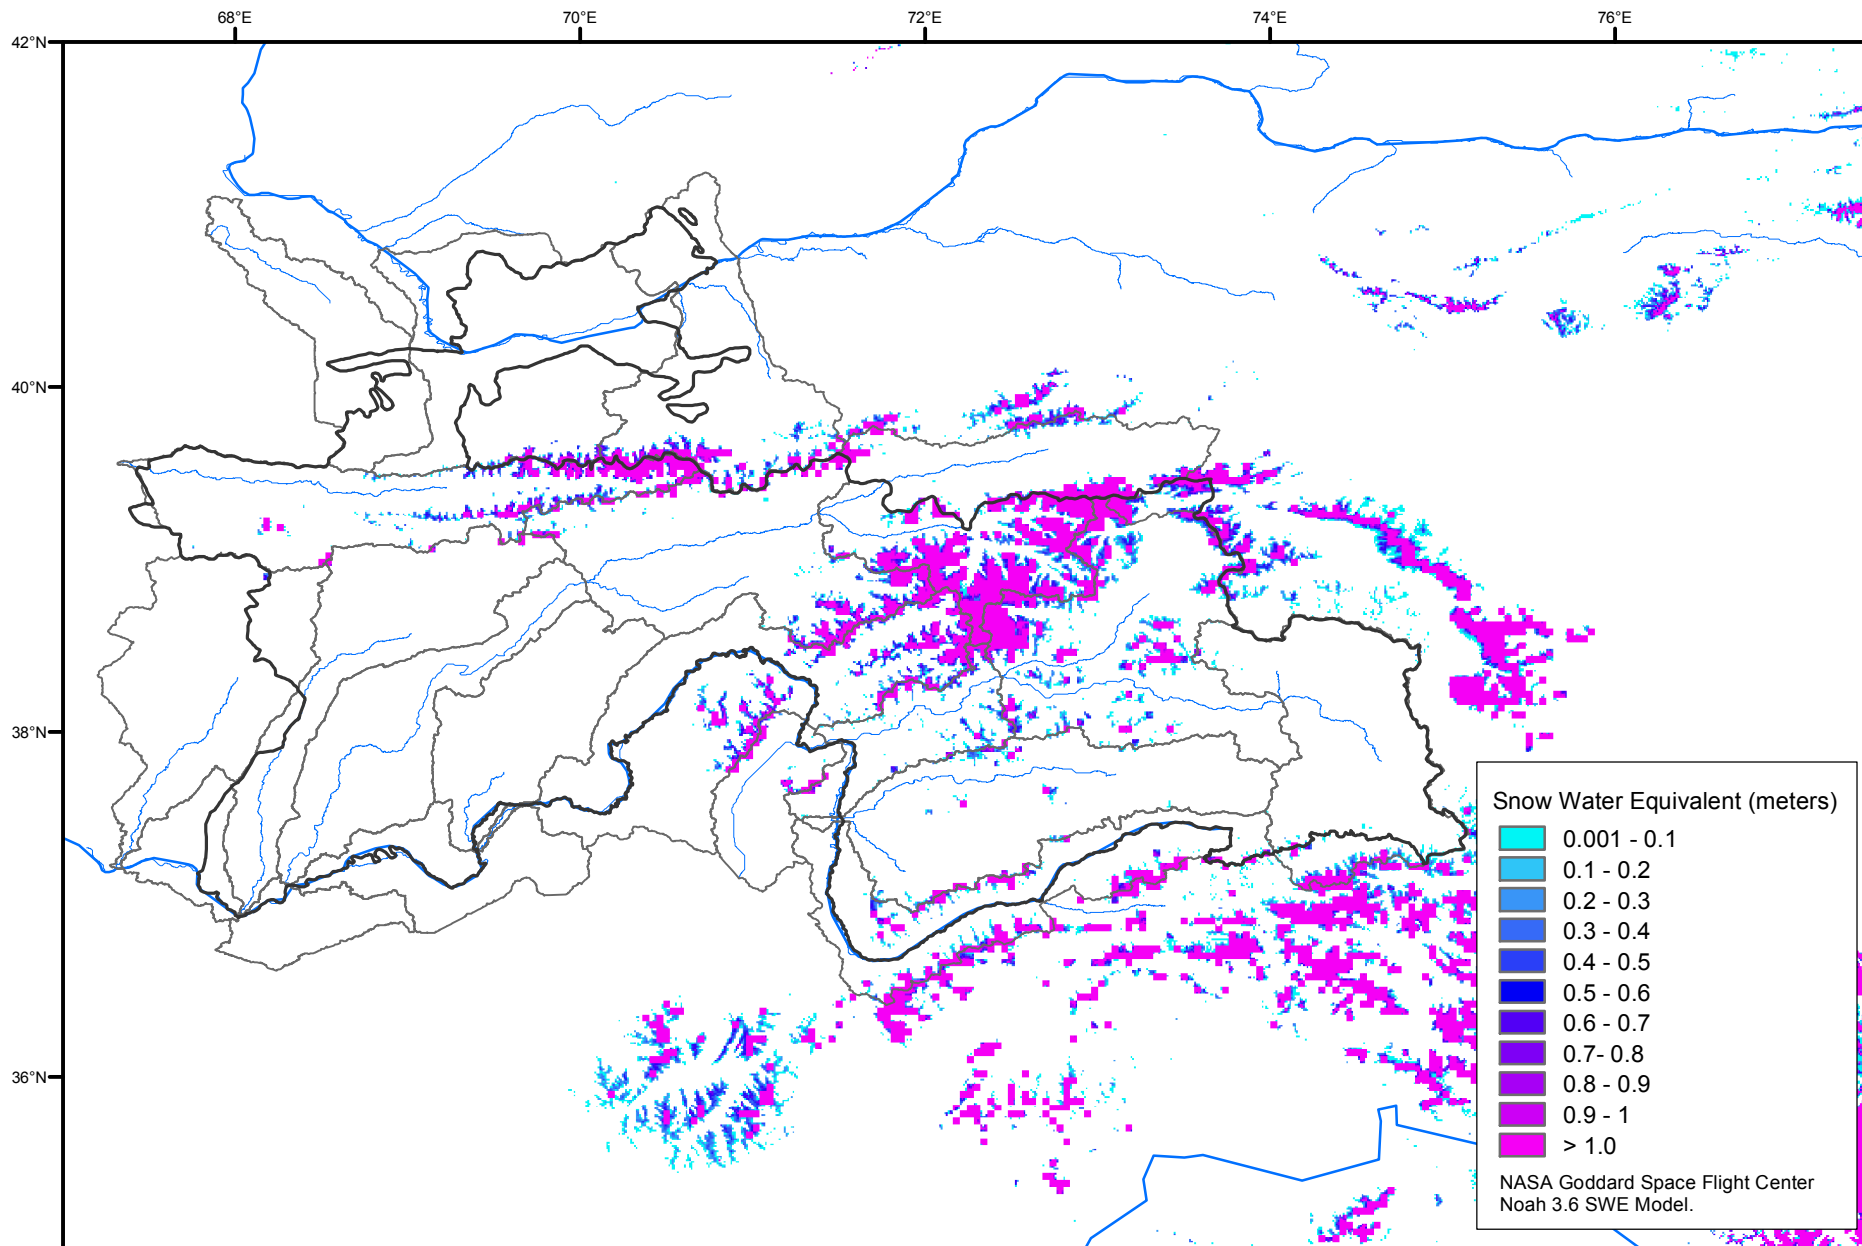 68°E
70°E
72°E
74°E
76°E
42°N
40°N
38°N
36°N
Snow Water Equivalent (meters)
0.001 - 0.1
0.1 - 0.2
0.2 - 0.3
0.3 - 0.4
0.4 - 0.5
0.5 - 0.6
0.6 - 0.7
0.7- 0.8
0.8 - 0.9
0.9 - 1
> 1.0
NASA Goddard Space Flight Center
Noah 3.6 SWE Model.